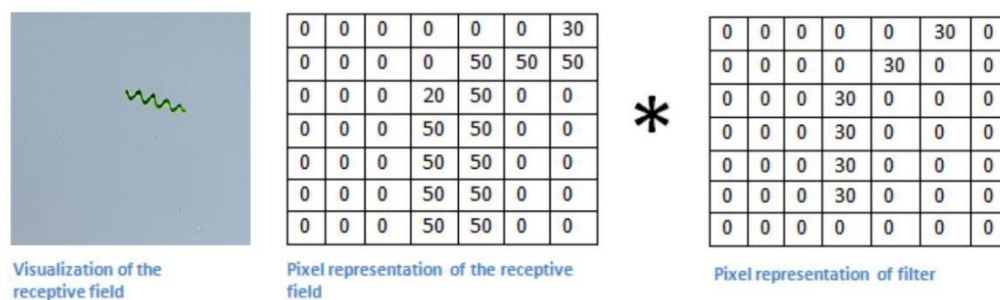 0 0 0 0 0 0 30
0 0 0 0 50 50 50
0 0 0 20 50 0 0
0 0 0 50 50 0 0
0 0 0 50 50 0 0
0 0 0 50 50 0 0
0 0 0 50 50 0 0
*
0 0 0 0 0 30 0
0 0 0 0 30 0 0
0 0 0 30 0 0 0
0 0 0 30 0 0 0
0 0 0 30 0 0 0
0 0 0 30 0 0 0
0 0 0 0 0 0 0
Visualization of the
receptive field
Pixel representation of the receptive
field
Pixel representation of filter